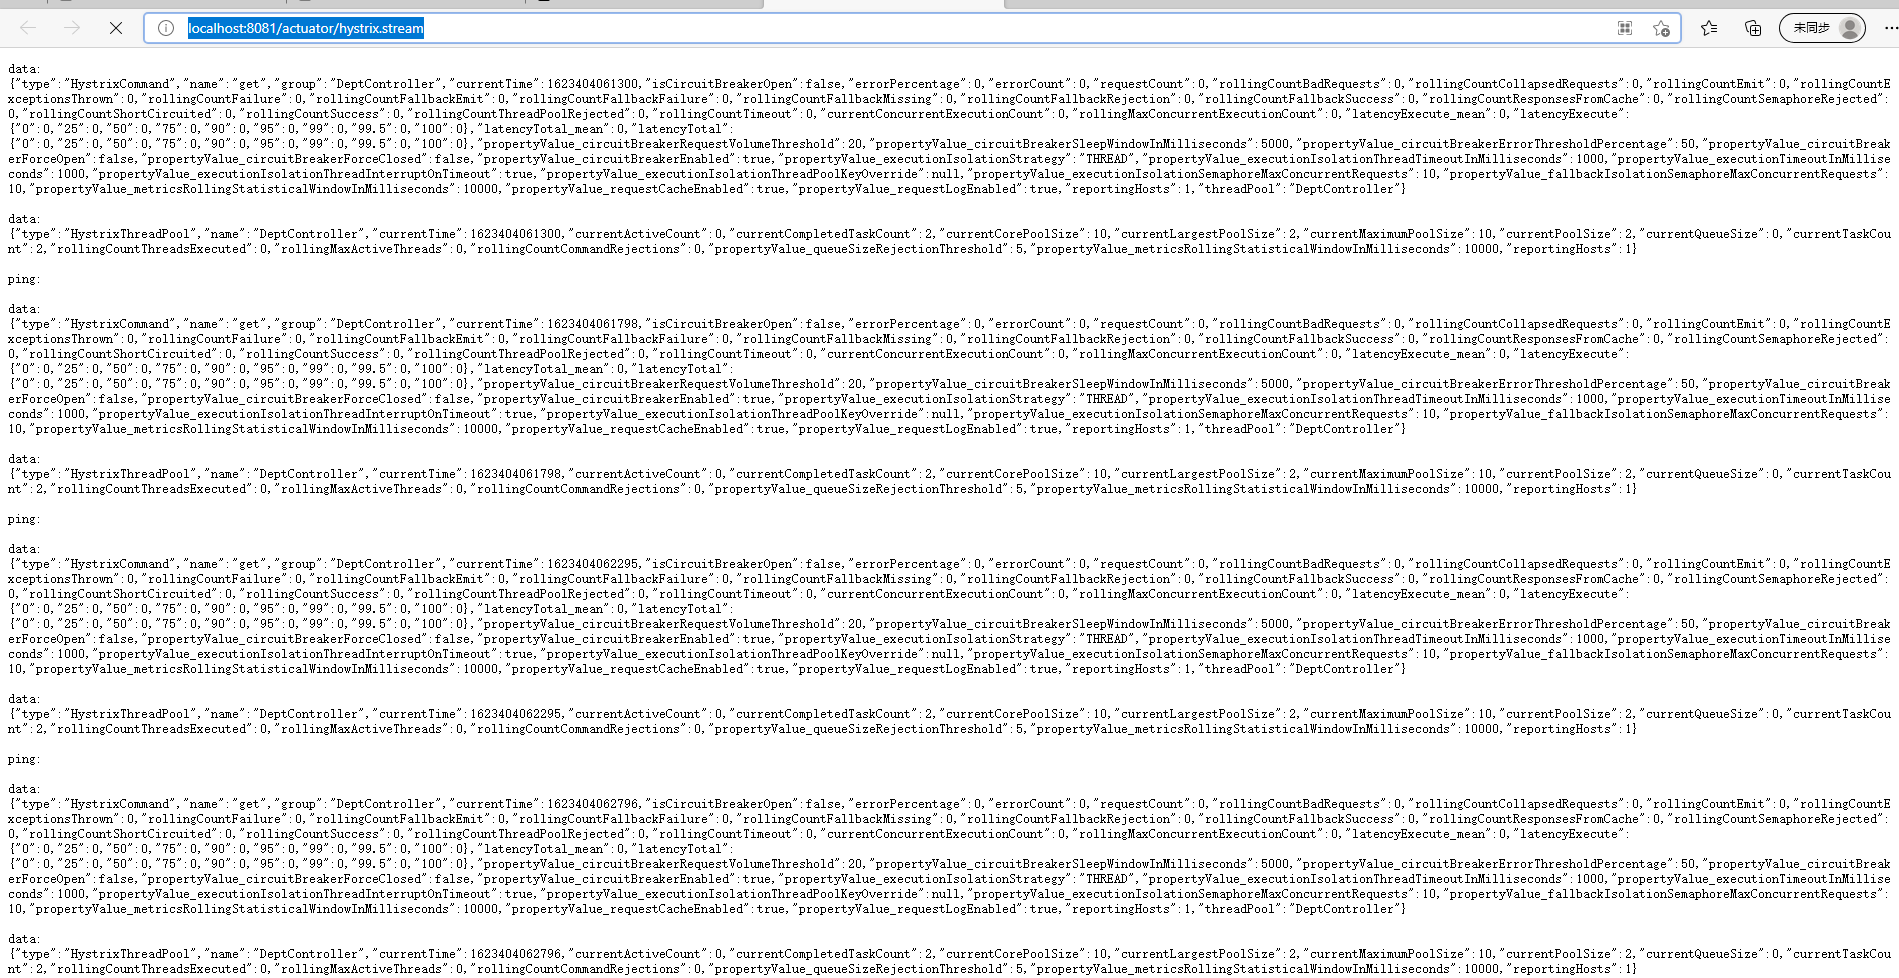 localhost:8081/actuator/hystrix.stream
未同步
data:
{"type":"HystrixCommand","name":"get","group":"DeptController","currentTime":1623404061300,"isCircuitBreakerOpen":false,"errorPercentage":0,"errorCount":0,"requestCount":0,"rollingCountBadRequests":0,"rollingCountCollapsedRequests":0,"rollingCountEmit":0,"rollingCountE
xceptionsThrown":0,"rollingCountFailure":0,"rollingCountFallbackEmit":0,"rollingCountFallbackFailure":0,"rollingCountFallbackMissing":0,"rollingCountFallbackRejection":0,"rollingCountFallbackSuccess":0,"rollingCountResponsesFromCache":0,"rollingCountSemaphoreRejected":
0,"rollingCountShortCircuited":0,"rollingCountSuccess":0,"rollingCountThreadPoolRejected":0,"rollingCountTimeout":0,"currentConcurrentExecutionCount":0,"rollingMaxConcurrentExecutionCount":0,"latencyExecute_mean":0,"latencyExecute":
{"0":0,"25":0,"50":0,"75":0,"90":0,"95":0,"99":0,"99.5":0,"100":0},"latencyTotal_mean":0,"latencyTotal":
{"0":0,"25":0,"50":0,"75":0,"90":0,"95":0,"99":0,"99.5":0,"100":0},"propertyValue_circuitBreakerRequestVolumeThreshold":20,"propertyValue_circuitBreakerSleepWindowInMilliseconds":5000,"propertyValue_circuitBreakerErrorThresholdPercentage":50,"propertyValue_circuitBreak
erForceOpen":false,"propertyValue_circuitBreakerForceClosed":false,"propertyValue_circuitBreakerEnabled":true,"propertyValue_executionIsolationStrategy":"THREAD","propertyValue_executionIsolationThreadTimeoutInMilliseconds":1000,"propertyValue_executionTimeoutInMillise
conds":1000,"propertyValue_executionIsolationThreadInterruptOnTimeout":true,"propertyValue_executionIsolationThreadPoolKeyOverride":null,"propertyValue_executionIsolationSemaphoreMaxConcurrentRequests":10,"propertyValue_fallbackIsolationSemaphoreMaxConcurrentRequests":
10,"propertyValue_metricsRollingStatisticalWindowInMilliseconds":10000,"propertyValue_requestCacheEnabled":true,"propertyValue_requestLogEnabled":true,"reportingHosts":1,"threadPool":"DeptController"}
data:
{"type":"HystrixThreadPool","name":"DeptController","currentTime":1623404061300,"currentActiveCount":0,"currentCompletedTaskCount":2,"currentCorePoolSize":10,"currentLargestPoolSize":2,"currentMaximumPoolSize":10,"currentPoolSize":2,"currentQueueSize":0,"currentTaskCou
nt":2,"rollingCountThreadsExecuted":0,"rollingMaxActiveThreads":0,"rollingCountCommandRejections":0,"propertyValue_queueSizeRejectionThreshold":5,"propertyValue_metricsRollingStatisticalWindowInMilliseconds":10000,"reportingHosts":1}
ping:
data:
{"type":"HystrixCommand","name":"get","group":"DeptController","currentTime":1623404061798,"isCircuitBreakerOpen":false,"errorPercentage":0,"errorCount":0,"requestCount":0,"rollingCountBadRequests":0,"rollingCountCollapsedRequests":0,"rollingCountEmit":0,"rollingCountE
xceptionsThrown":0,"rollingCountFailure":0,"rollingCountFallbackEmit":0,"rollingCountFallbackFailure":0,"rollingCountFallbackMissing":0,"rollingCountFallbackRejection":0,"rollingCountFallbackSuccess":0,"rollingCountResponsesFromCache":0,"rollingCountSemaphoreRejected":
0,"rollingCountShortCircuited":0,"rollingCountSuccess":0,"rollingCountThreadPoolRejected":0,"rollingCountTimeout":0,"currentConcurrentExecutionCount":0,"rollingMaxConcurrentExecutionCount":0,"latencyExecute_mean":0,"latencyExecute":
{"0":0,"25":0,"50":0,"75":0,"90":0,"95":0,"99":0,"99.5":0,"100":0},"latencyTotal_mean":0,"latencyTotal":
{"0":0,"25":0,"50":0,"75":0,"90":0,"95":0,"99":0,"99.5":0,"100":0},"propertyValue_circuitBreakerRequestVolumeThreshold":20,"propertyValue_circuitBreakerSleepWindowInMilliseconds":5000,"propertyValue_circuitBreakerErrorThresholdPercentage":50,"propertyValue_circuitBreak
erForceOpen":false,"propertyValue_circuitBreakerForceClosed":false,"propertyValue_circuitBreakerEnabled":true,"propertyValue_executionIsolationStrategy":"THREAD","propertyValue_executionIsolationThreadTimeoutInMilliseconds":1000,"propertyValue_executionTimeoutInMillise
conds":1000,"propertyValue_executionIsolationThreadInterruptOnTimeout":true,"propertyValue_executionIsolationThreadPoolKeyOverride":null,"propertyValue_executionIsolationSemaphoreMaxConcurrentRequests":10,"propertyValue_fallbackIsolationSemaphoreMaxConcurrentRequests":
10,"propertyValue_metricsRollingStatisticalWindowInMilliseconds":10000,"propertyValue_requestCacheEnabled":true,"propertyValue_requestLogEnabled":true,"reportingHosts":1,"threadPool":"DeptController"}
data:
{"type":"HystrixThreadPool","name":"DeptController","currentTime":1623404061798,"currentActiveCount":0,"currentCompletedTaskCount":2,"currentCorePoolSize":10,"currentLargestPoolSize":2,"currentMaximumPoolSize":10,"currentPoolSize":2,"currentQueueSize":0,"currentTaskCou
nt":2,"rollingCountThreadsExecuted":0,"rollingMaxActiveThreads":0,"rollingCountCommandRejections":0,"propertyValue_queueSizeRejectionThreshold":5,"propertyValue_metricsRollingStatisticalWindowInMilliseconds":10000,"reportingHosts":1}
ping:
data:
{"type":"HystrixCommand","name":"get","group":"DeptController","currentTime":1623404062295,"isCircuitBreakerOpen":false,"errorPercentage":0,"errorCount":0,"requestCount":0,"rollingCountBadRequests":0,"rollingCountCollapsedRequests":0,"rollingCountEmit":0,"rollingCountE
xceptionsThrown":0,"rollingCountFailure":0,"rollingCountFallbackEmit":0,"rollingCountFallbackFailure":0,"rollingCountFallbackMissing":0,"rollingCountFallbackRejection":0,"rollingCountFallbackSuccess":0,"rollingCountResponsesFromCache":0,"rollingCountSemaphoreRejected":
0,"rollingCountShortCircuited":0,"rollingCountSuccess":0,"rollingCountThreadPoolRejected":0,"rollingCountTimeout":0,"currentConcurrentExecutionCount":0,"rollingMaxConcurrentExecutionCount":0,"latencyExecute_mean":0,"latencyExecute":
{"0":0,"25":0,"50":0,"75":0,"90":0,"95":0,"99":0,"99.5":0,"100":0},"latencyTotal_mean":0,"latencyTotal":
{"0":0,"25":0,"50":0,"75":0,"90":0,"95":0,"99":0,"99.5":0,"100":0},"propertyValue_circuitBreakerRequestVolumeThreshold":20,"propertyValue_circuitBreakerSleepWindowInMilliseconds":5000,"propertyValue_circuitBreakerErrorThresholdPercentage":50,"propertyValue_circuitBreak
erForceOpen":false,"propertyValue_circuitBreakerForceClosed":false,"propertyValue_circuitBreakerEnabled":true,"propertyValue_executionIsolationStrategy":"THREAD","propertyValue_executionIsolationThreadTimeoutInMilliseconds":1000,"propertyValue_executionTimeoutInMillise
conds":1000,"propertyValue_executionIsolationThreadInterruptOnTimeout":true,"propertyValue_executionIsolationThreadPoolKeyOverride":null,"propertyValue_executionIsolationSemaphoreMaxConcurrentRequests":10,"propertyValue_fallbackIsolationSemaphoreMaxConcurrentRequests":
10,"propertyValue_metricsRollingStatisticalWindowInMilliseconds":10000,"propertyValue_requestCacheEnabled":true,"propertyValue_requestLogEnabled":true,"reportingHosts":1,"threadPool":"DeptController"}
data:
{"type":"HystrixThreadPool","name":"DeptController","currentTime":1623404062295,"currentActiveCount":0,"currentCompletedTaskCount":2,"currentCorePoolSize":10,"currentLargestPoolSize":2,"currentMaximumPoolSize":10,"currentPoolSize":2,"currentQueueSize":0,"currentTaskCou
nt":2,"rollingCountThreadsExecuted":0,"rollingMaxActiveThreads":0,"rollingCountCommandRejections":0,"propertyValue_queueSizeRejectionThreshold":5,"propertyValue_metricsRollingStatisticalWindowInMilliseconds":10000,"reportingHosts":1}
ping:
data:
{"type":"HystrixCommand","name":"get","group":"DeptController","currentTime":1623404062796,"isCircuitBreakerOpen":false,"errorPercentage":0,"errorCount":0,"requestCount":0,"rollingCountBadRequests":0,"rollingCountCollapsedRequests":0,"rollingCountEmit":0,"rollingCountE
xceptionsThrown":0,"rollingCountFailure":0,"rollingCountFallbackEmit":0,"rollingCountFallbackFailure":0,"rollingCountFallbackMissing":0,"rollingCountFallbackRejection":0,"rollingCountFallbackSuccess":0,"rollingCountResponsesFromCache":0,"rollingCountSemaphoreRejected":
0,"rollingCountShortCircuited":0,"rollingCountSuccess":0,"rollingCountThreadPoolRejected":0,"rollingCountTimeout":0,"currentConcurrentExecutionCount":0,"rollingMaxConcurrentExecutionCount":0,"latencyExecute_mean":0,"latencyExecute":
{"0":0,"25":0,"50":0,"75":0,"90":0,"95":0,"99":0,"99.5":0,"100":0},"latencyTotal_mean":0,"latencyTotal":
{"0":0,"25":0,"50":0,"75":0,"90":0,"95":0,"99":0,"99.5":0,"100":0},"propertyValue_circuitBreakerRequestVolumeThreshold":20,"propertyValue_circuitBreakerSleepWindowInMilliseconds":5000,"propertyValue_circuitBreakerErrorThresholdPercentage":50,"propertyValue_circuitBreak
erForceOpen":false,"propertyValue_circuitBreakerForceClosed":false,"propertyValue_circuitBreakerEnabled":true,"propertyValue_executionIsolationStrategy":"THREAD","propertyValue_executionIsolationThreadTimeoutInMilliseconds":1000,"propertyValue_executionTimeoutInMillise
conds":1000,"propertyValue_executionIsolationThreadInterruptOnTimeout":true,"propertyValue_executionIsolationThreadPoolKeyOverride":null,"propertyValue_executionIsolationSemaphoreMaxConcurrentRequests":10,"propertyValue_fallbackIsolationSemaphoreMaxConcurrentRequests":
10,"propertyValue_metricsRollingStatisticalWindowInMilliseconds":10000,"propertyValue_requestCacheEnabled":true,"propertyValue_requestLogEnabled":true,"reportingHosts":1,"threadPool":"DeptController"}
data:
{"type":"HystrixThreadPool","name":"DeptController","currentTime":1623404062796,"currentActiveCount":0,"currentCompletedTaskCount":2,"currentCorePoolSize":10,"currentLargestPoolSize":2,"currentMaximumPoolSize":10,"currentPoolSize":2,"currentQueueSize":0,"currentTaskCou
nt":2,"rollingCountThreadsExecuted":0,"rollingMaxActiveThreads":0,"rollingCountCommandRejections":0,"propertyValue_queueSizeRejectionThreshold":5,"propertyValue_metricsRollingStatisticalWindowInMilliseconds":10000,"reportingHosts":1}